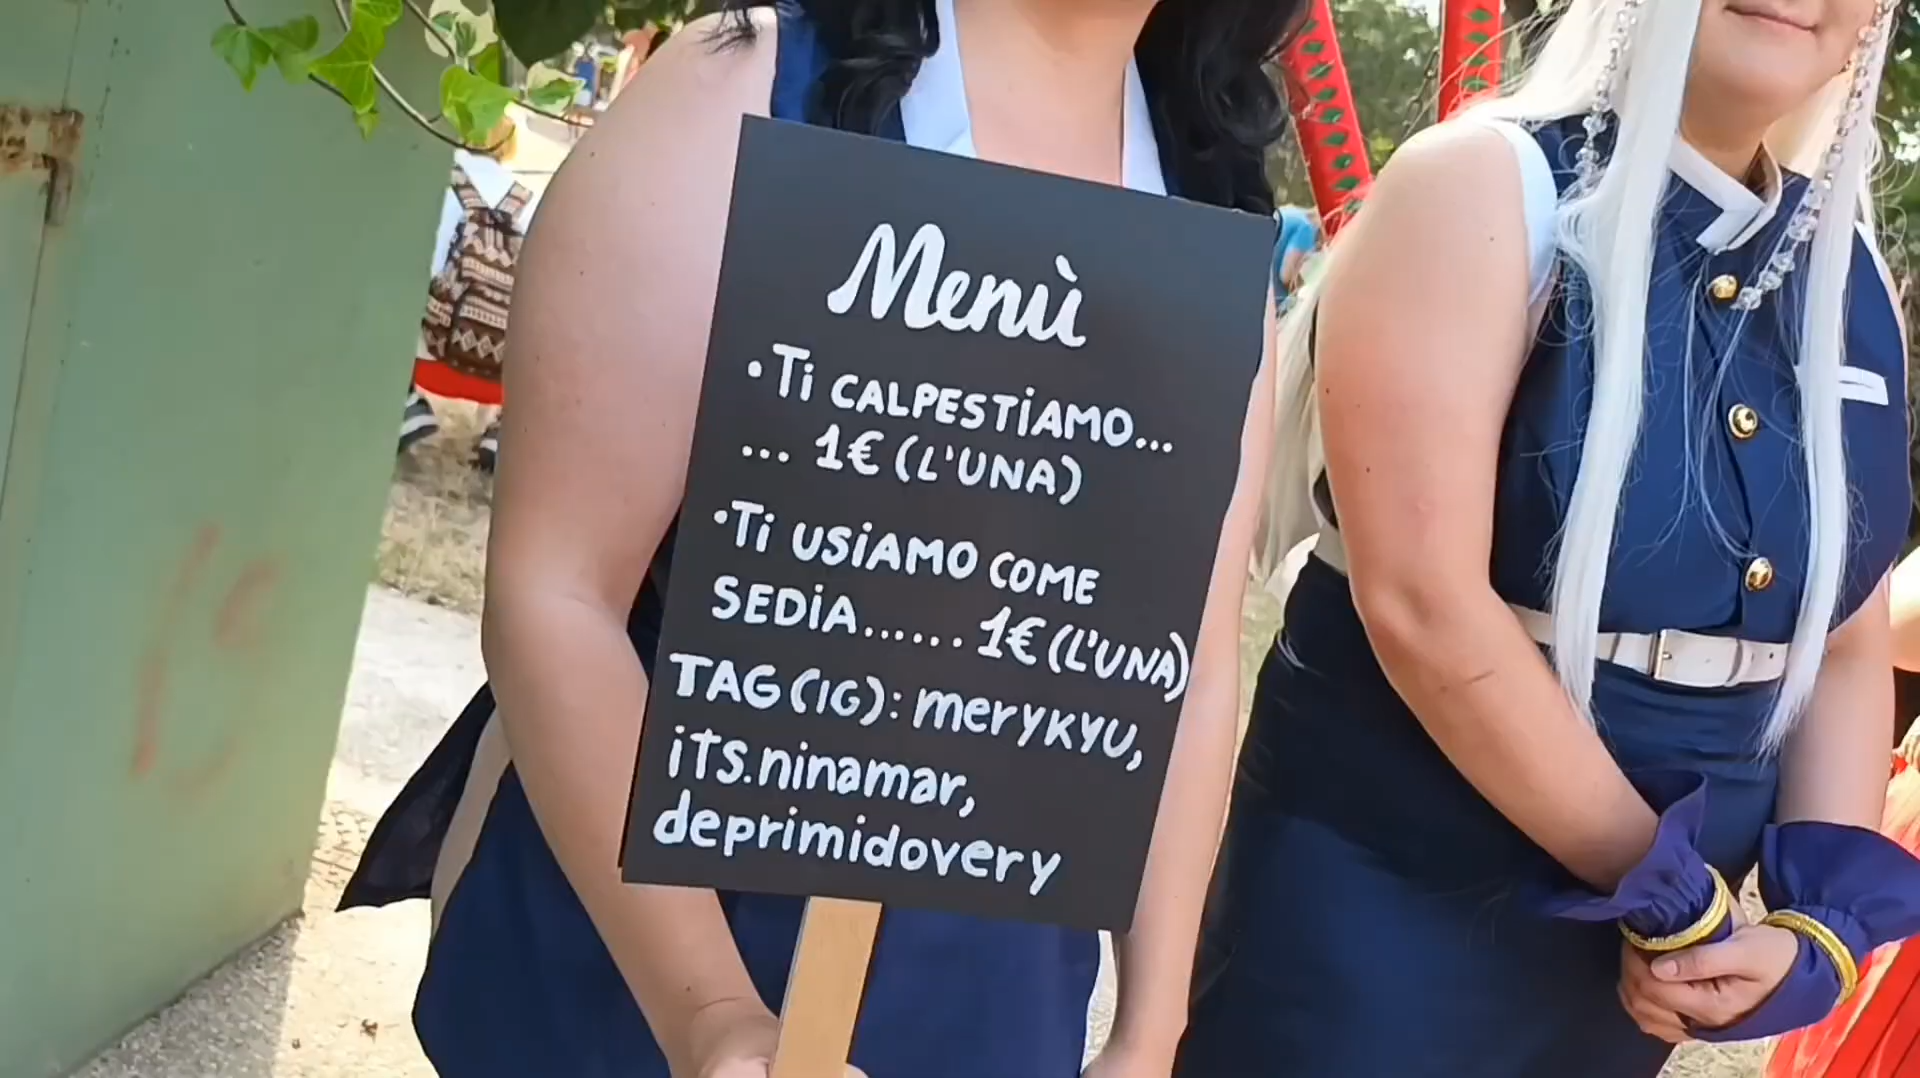 Menù
•Ti CALPESTiAMO...
... 1€ (L'UNA)
•Ti USiAMO COME
SEDiA...... 1€ (L'UNA)
TAG (IG): merykyu,
iTS.ninamar,
deprimidovery